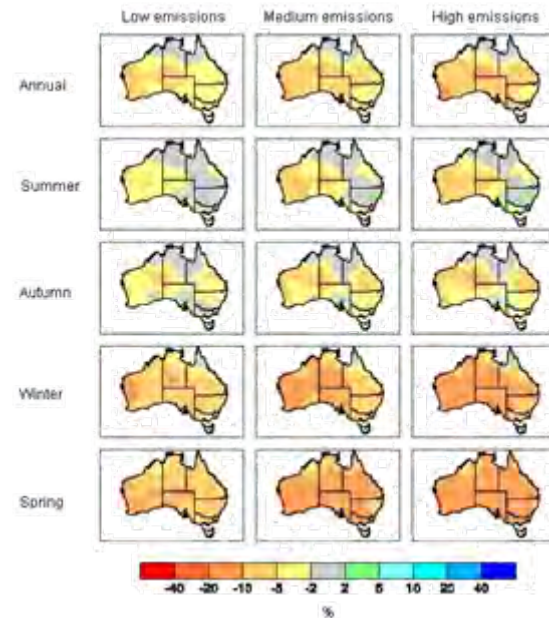 Low emissions Medium emissions High emissions
Annual
Summer
Autumn
Winter
Spring
-40 -20 -10 -5 -2 2 5 10 20 40
%